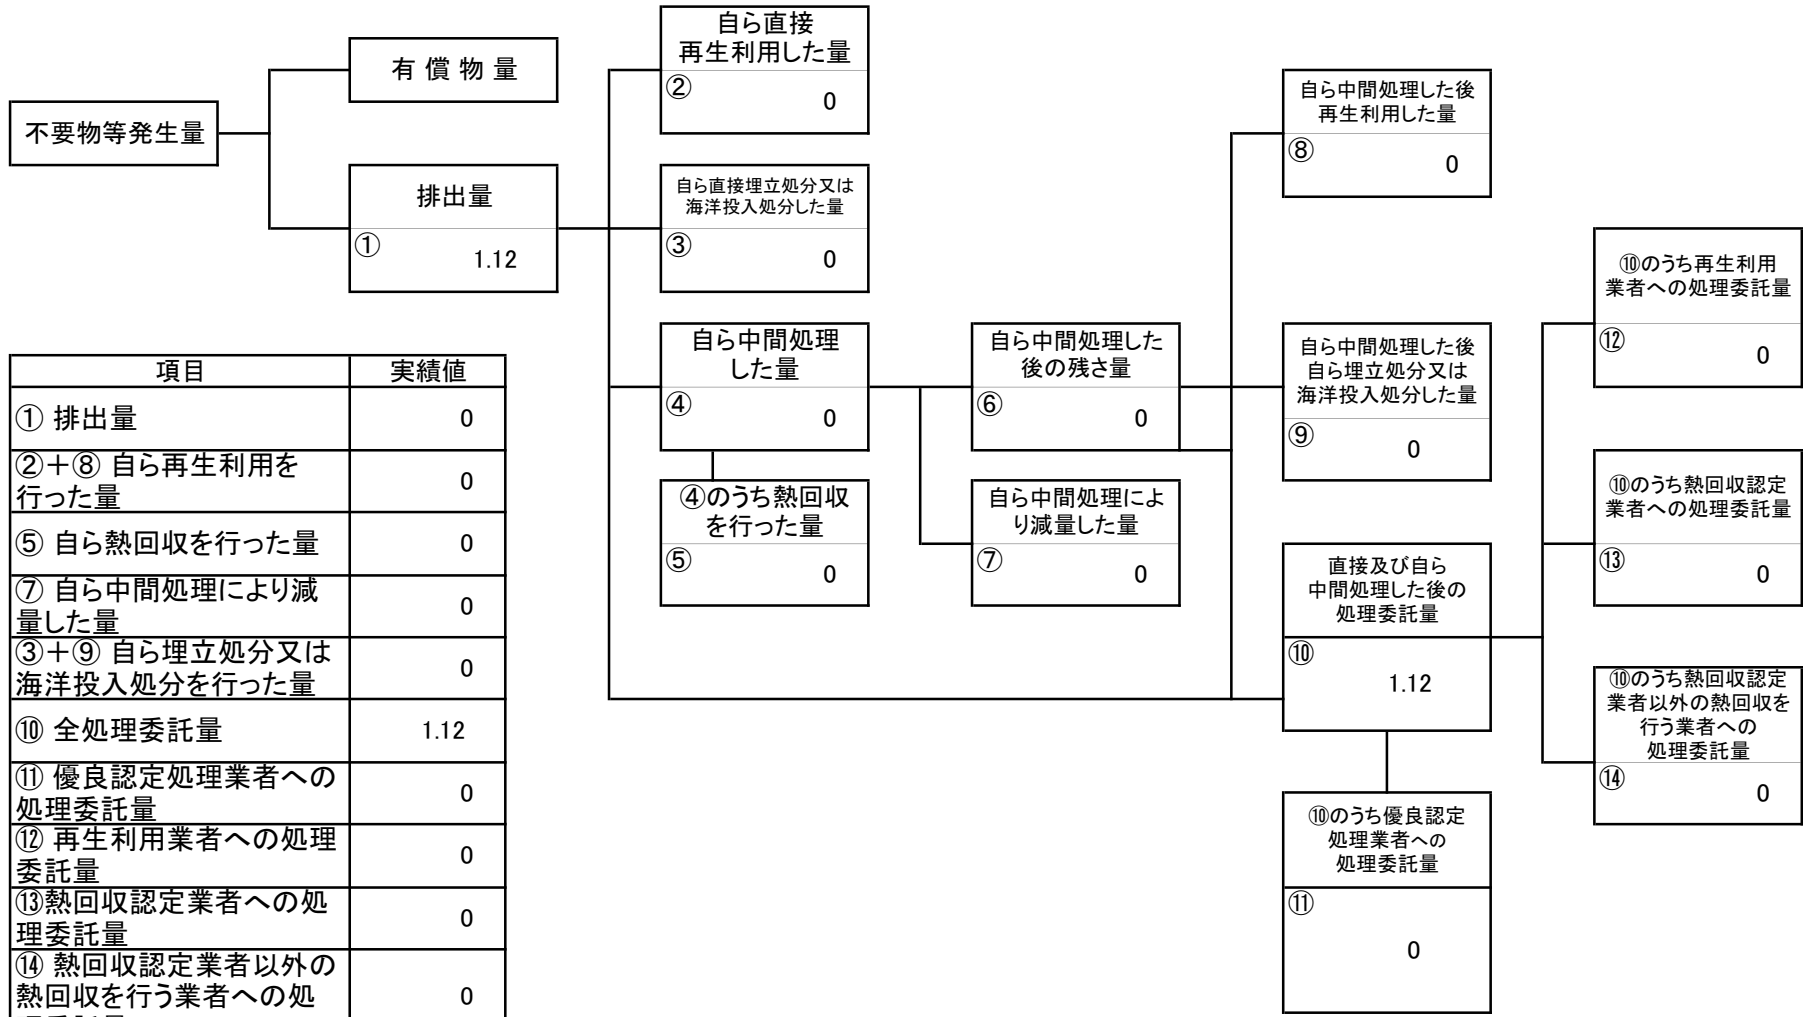 不要物等発生量
有償物量
排出量
①
1.12
自ら直接
再生利用した量
②
0
自ら直接埋立処分又は
海洋投入処分した量
③
0
自ら中間処理
した量
④
0
④のうち熱回収
を行った量
⑤
0
自ら中間処理した
後の残さ量
⑥
0
自ら中間処理によ
り減量した量
⑦
0
自ら中間処理した後
再生利用した量
⑧
0
自ら中間処理した後
自ら埋立処分又は
海洋投入処分した量
⑨
0
直接及び自ら
中間処理した後の
処理委託量
⑩
1.12
⑩のうち優良認定
処理業者への
処理委託量
⑪
0
⑩のうち再生利用
業者への処理委託量
⑫
0
⑩のうち熱回収認定
業者への処理委託量
⑬
0
⑩のうち熱回収認定
業者以外の熱回収を
行う業者への
処理委託量
⑭
0
項目 実績値
① 排出量 0
②＋⑧ 自ら再生利用を
行った量 0
⑤ 自ら熱回収を行った量 0
⑦ 自ら中間処理により減
量した量 0
③＋⑨ 自ら埋立処分又は
海洋投入処分を行った量 0
⑩ 全処理委託量 1.12
⑪ 優良認定処理業者への
処理委託量 0
⑫ 再生利用業者への処理
委託量 0
⑬熱回収認定業者への処
理委託量 0
⑭ 熱回収認定業者以外の
熱回収を行う業者への処 0